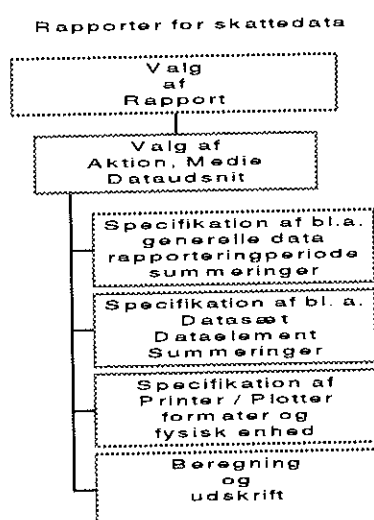 Rapporter for skattedata
Valg
af
Rapport
Valg af
Aktion, Medie
Dataudsnit
Specifikation af bl.a.
generelle data
rapporteringperiode
summeringer
Specifikation af bl. a.
Datasæt
Dataelement
Summeringer
Specifikation af
Printer / Plotter
formater og
fysisk enhed
Beregning
og
udskrift